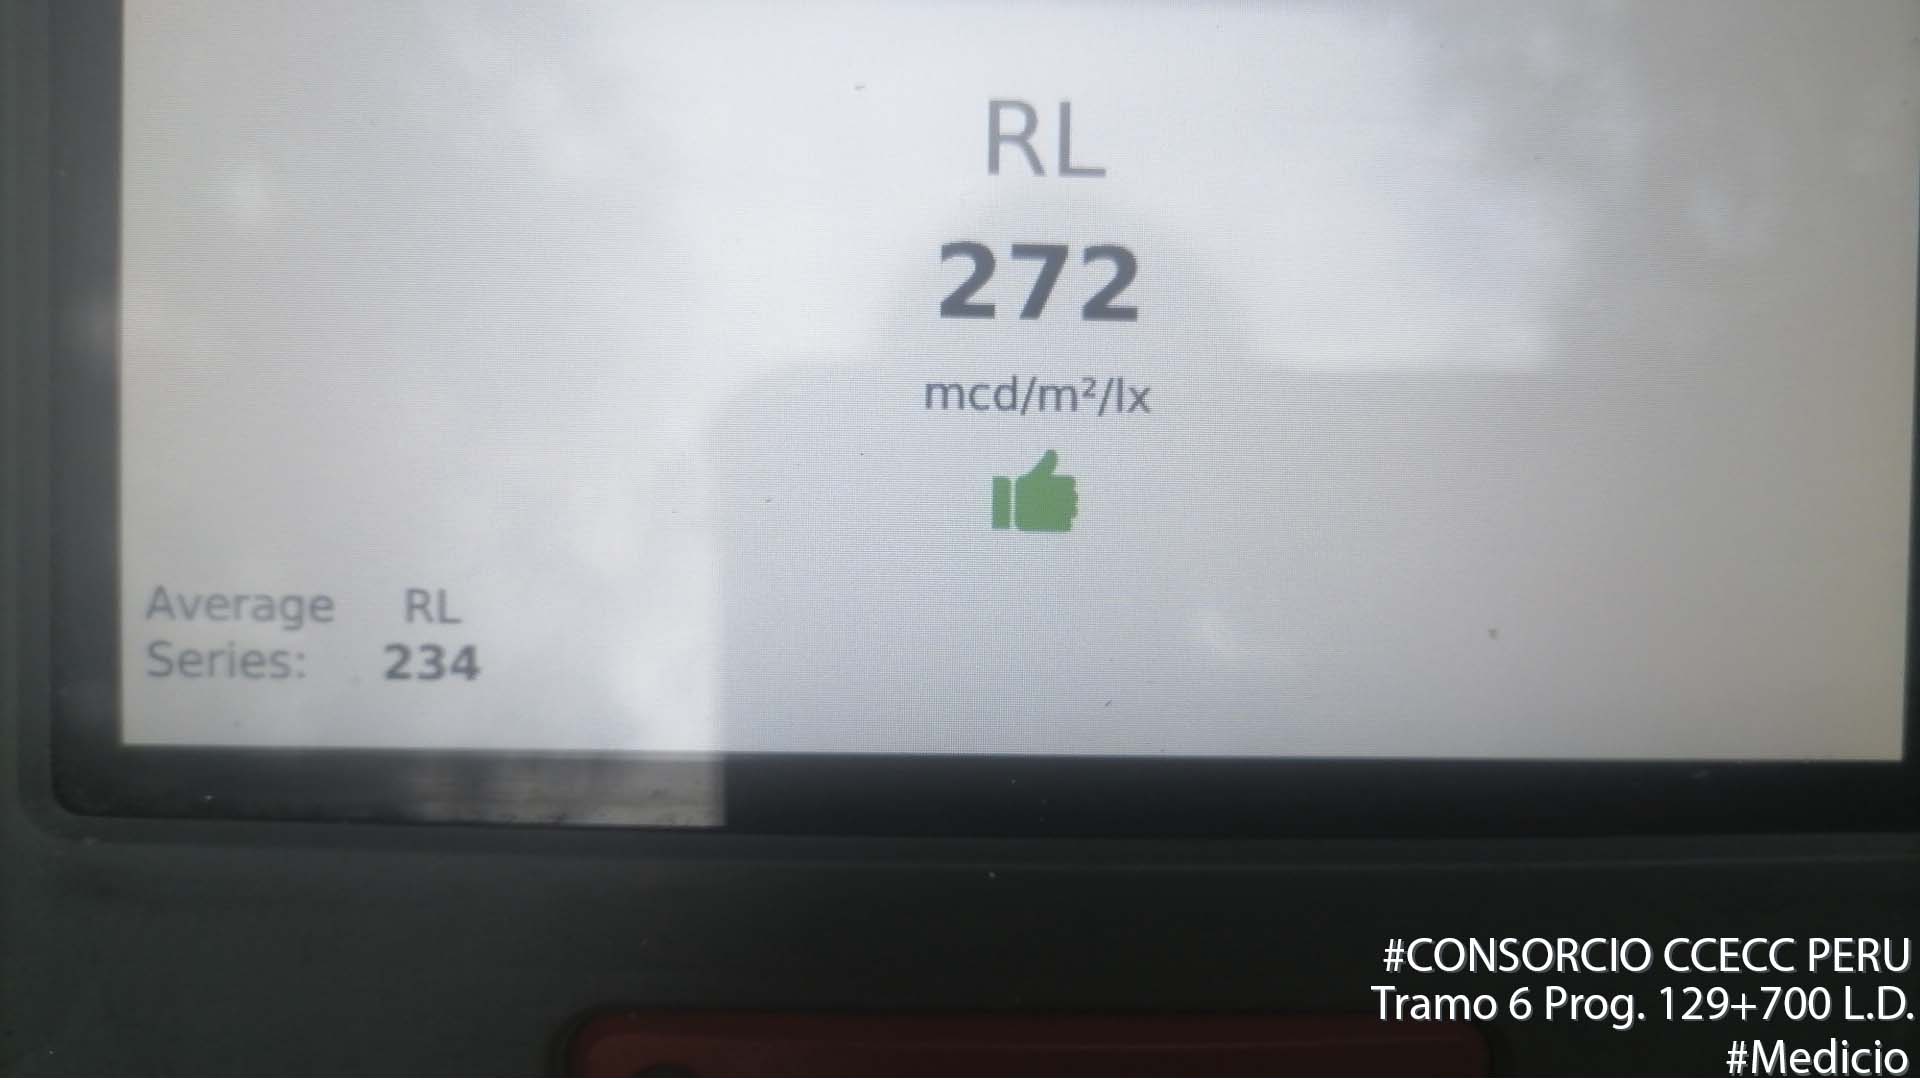 RL
272
mcd/m²/lx
Average RL
Series: 234
#CONSORCIO CCECC PERU
Tramo 6 Prog. 129+700 L.D.
#Medicio